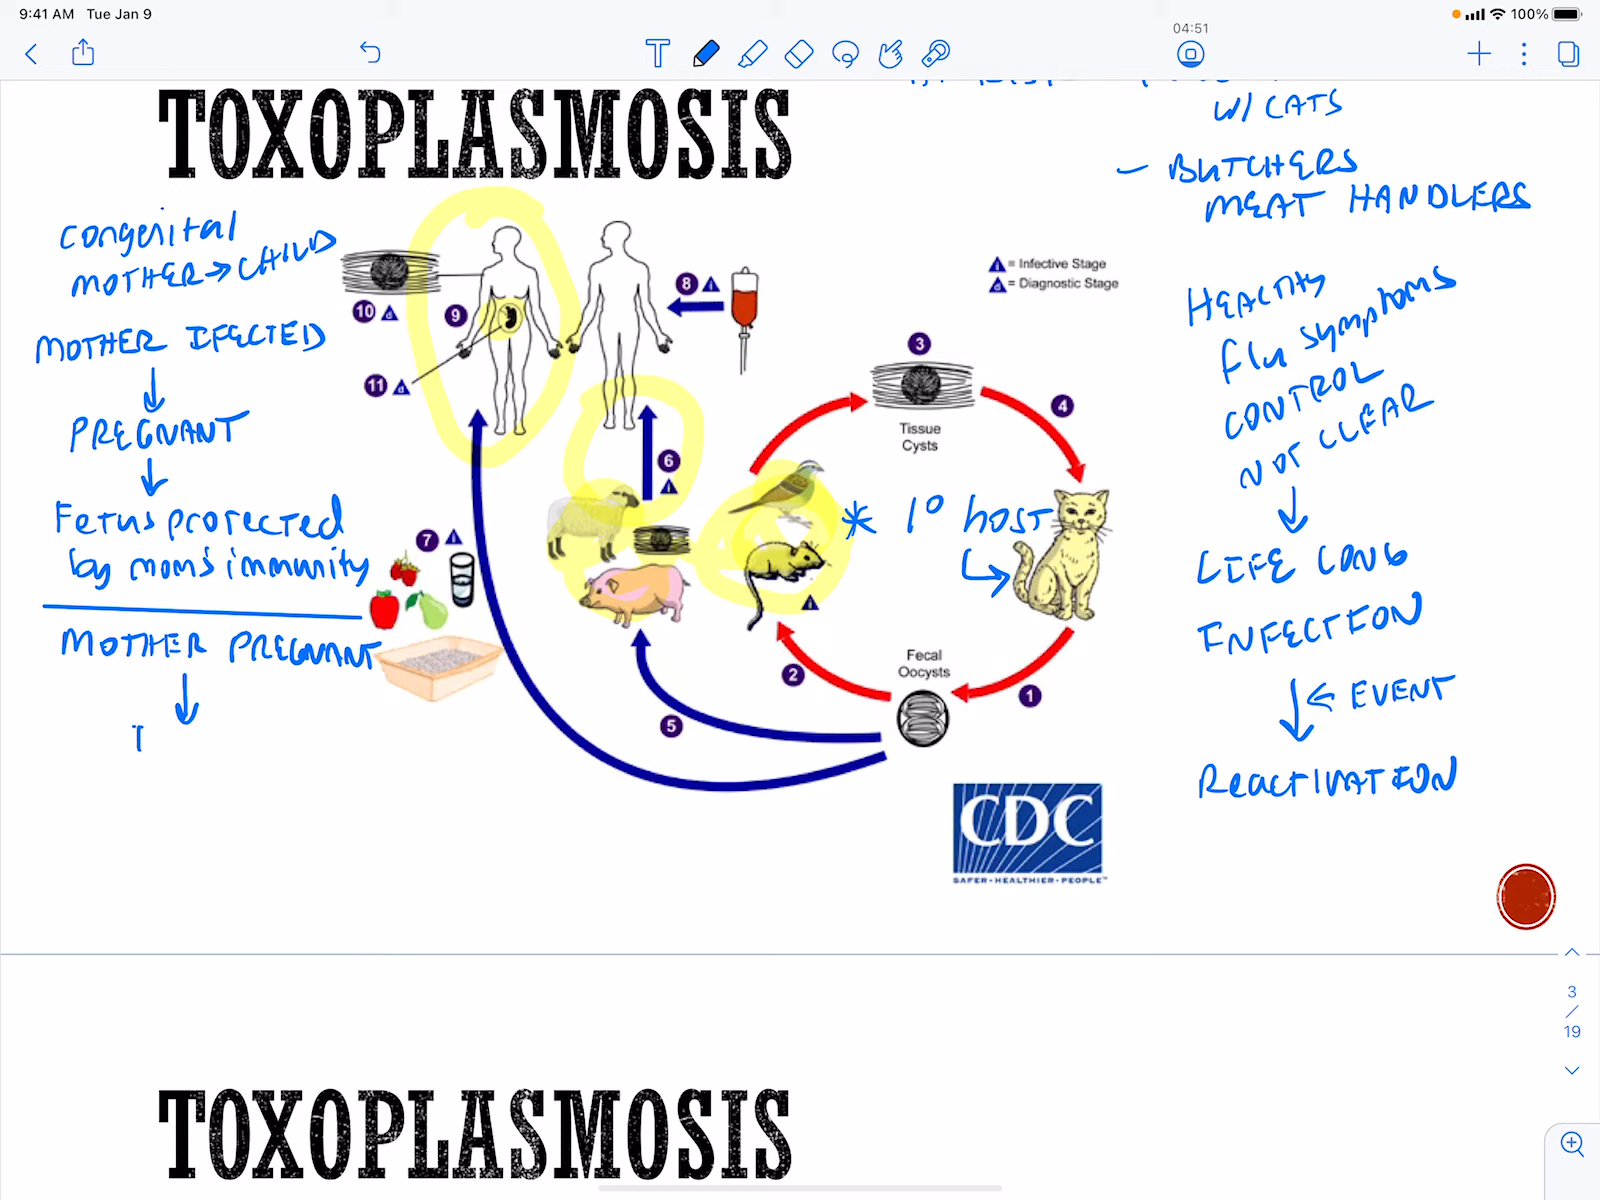 9:41 AM Tue Jan 9
100%
04:51
W/ CATS
TOXOPLASMOSIS
- BUTCHERS
MEAT HANDLERS
Congenital
MOTHER → CHILD
MOTHER IFECTED
↓
PREGNANT
↓
Fetus protected
by mom's immunity
MOTHER PREGNANT
↓
I
10 d
9
11 d
8 i
i = Infective Stage
d = Diagnostic Stage
3
Tissue
Cysts
4
6
i
7 i
* 1° host
i
Fecal
Oocysts
2
1
5
HEALTHY
flu symptoms
CONTROL
NOT CLEAR
↓
LIFE LONG
INFECTION
↓ ← EVENT
REACTIVATION
CDC
SAFER•HEALTHIER•PEOPLE™
3
/
19
TOXOPLASMOSIS